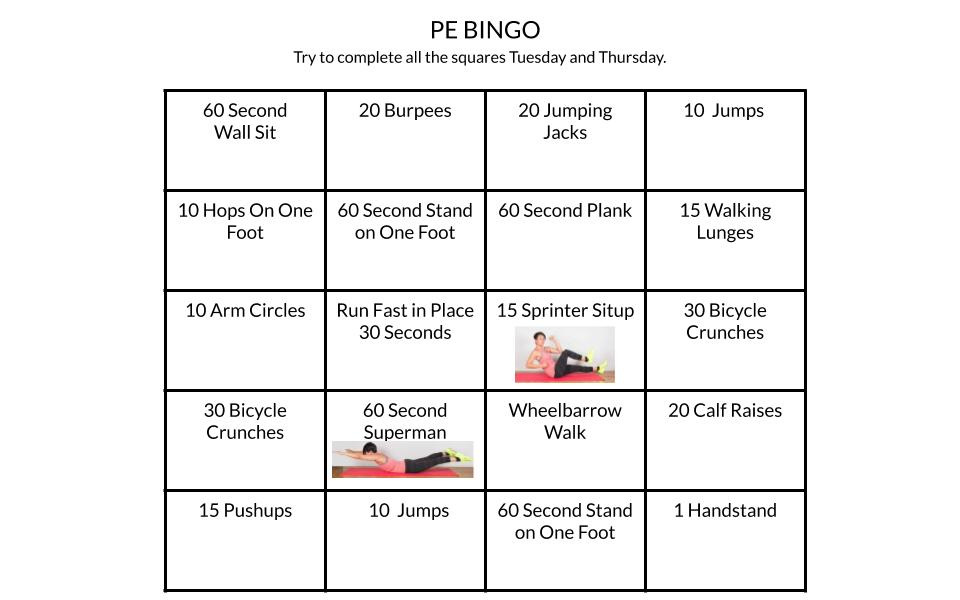 PE BINGO
Try to complete all the squares Tuesday and Thursday.
60 Second
Wall Sit
20 Burpees
20 Jumping
Jacks
10  Jumps
10 Hops On One
Foot
60 Second Stand
on One Foot
60 Second Plank
15 Walking
Lunges
10 Arm Circles
Run Fast in Place
30 Seconds
15 Sprinter Situp
30 Bicycle
Crunches
30 Bicycle
Crunches
60 Second
Superman
Wheelbarrow
Walk
20 Calf Raises
15 Pushups
10  Jumps
60 Second Stand
on One Foot
1 Handstand